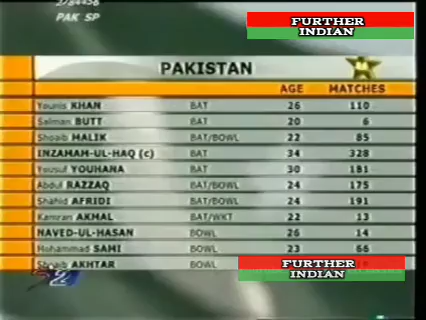 PAK SP
FURTHER
INDIAN
PAKISTAN
AGE MATCHES
Younis KHAN BAT 26 110
Salman BUTT BAT 20 6
Shoaib MALIK BAT/BOWL 22 85
INZAMAM-UL-HAQ (c) BAT 34 328
Yousuf YOUHANA BAT 30 181
Abdul RAZZAQ BAT/BOWL 24 175
Shahid AFRIDI BAT/BOWL 24 191
Kamran AKMAL BAT/WKT 22 13
NAVED-UL-HASAN BOWL 26 14
Mohammad SAMI BOWL 23 66
Shoaib AKHTAR BOWL
FURTHER
INDIAN